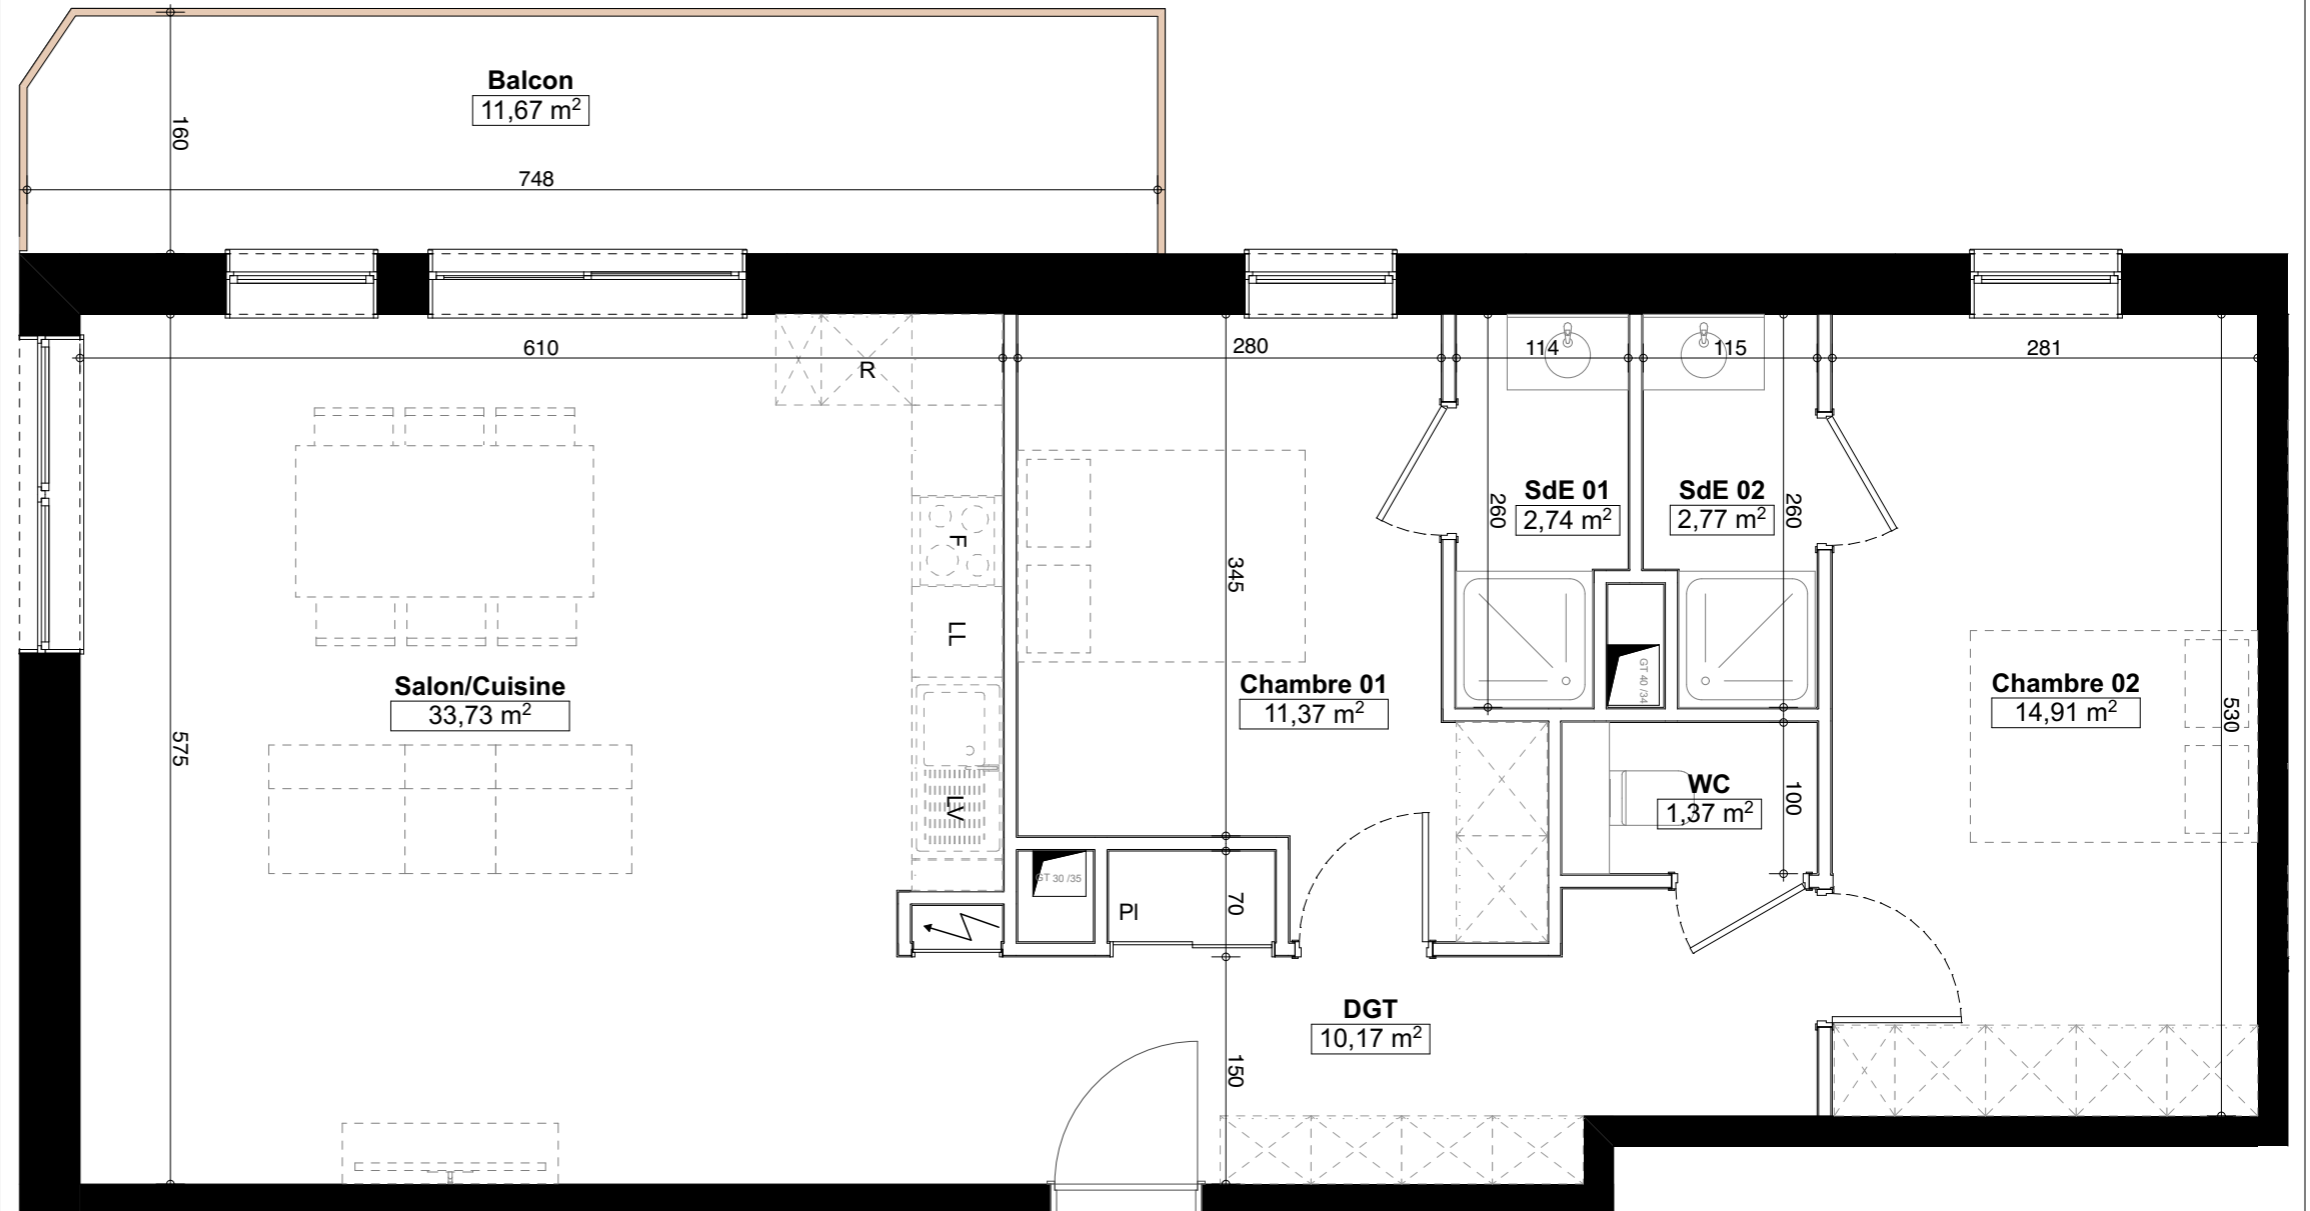 Balcon
11,67 m²
160
748
610
280
114
115
281
R
SdE 01
2,74 m²
SdE 02
2,77 m²
260
260
F
345
LL
GT 40 /34
Salon/Cuisine
33,73 m²
Chambre 01
11,37 m²
Chambre 02
14,91 m²
530
575
WC
1,37 m²
100
LV
GT 30 /35
Pl
70
DGT
10,17 m²
150